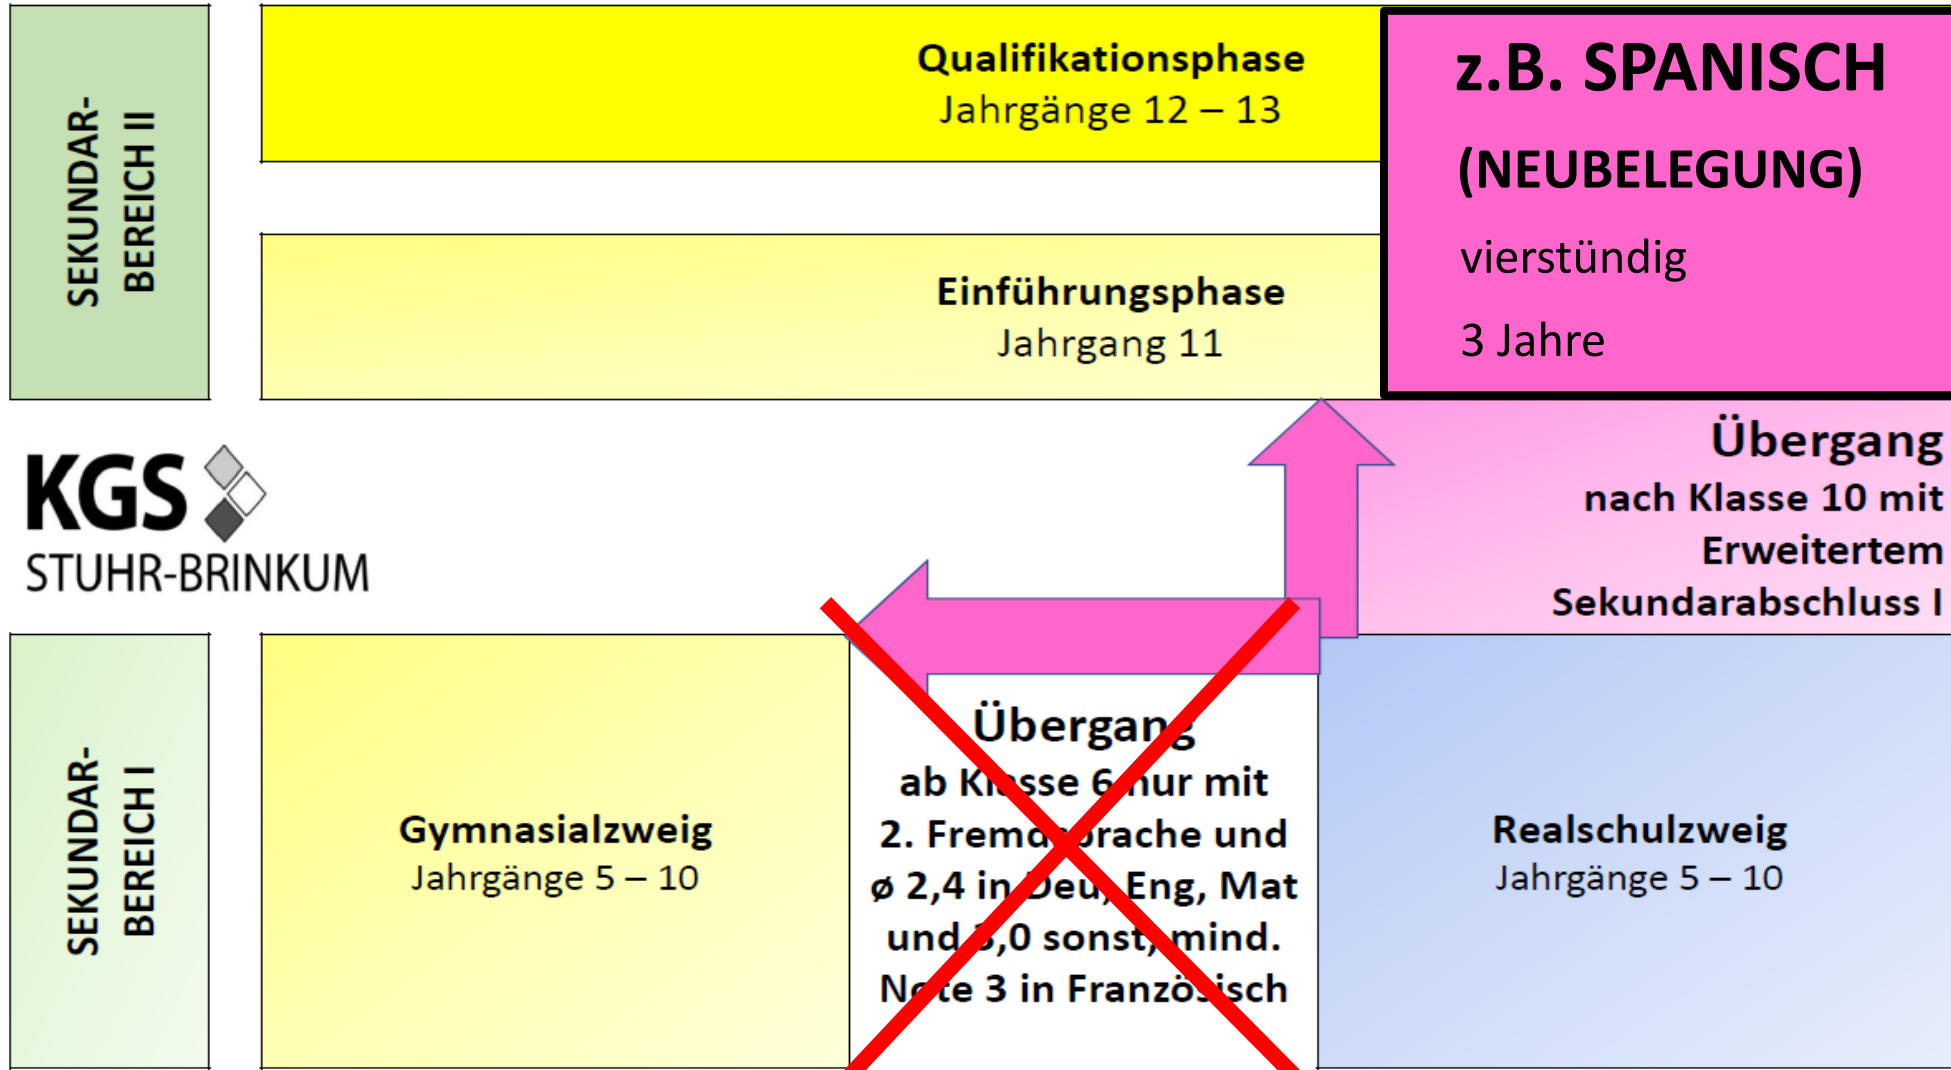 SEKUNDAR-
BEREICH II
Qualifikationsphase
Jahrgänge 12 – 13
Einführungsphase
Jahrgang 11
z.B. SPANISCH
(NEUBELEGUNG)
vierstündig
3 Jahre
KGS
STUHR-BRINKUM
Übergang
nach Klasse 10 mit
Erweitertem
Sekundarabschluss I
SEKUNDAR-
BEREICH I
Gymnasialzweig
Jahrgänge 5 – 10
Übergang
ab Klasse 6 nur mit
2. Fremdsprache und
ø 2,4 in Deu, Eng, Mat
und 3,0 sonst, mind.
Note 3 in Französisch
Realschulzweig
Jahrgänge 5 – 10